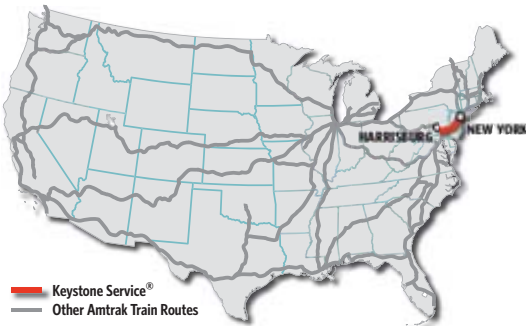 HARRISBURG
NEW YORK
Keystone Service®
Other Amtrak Train Routes